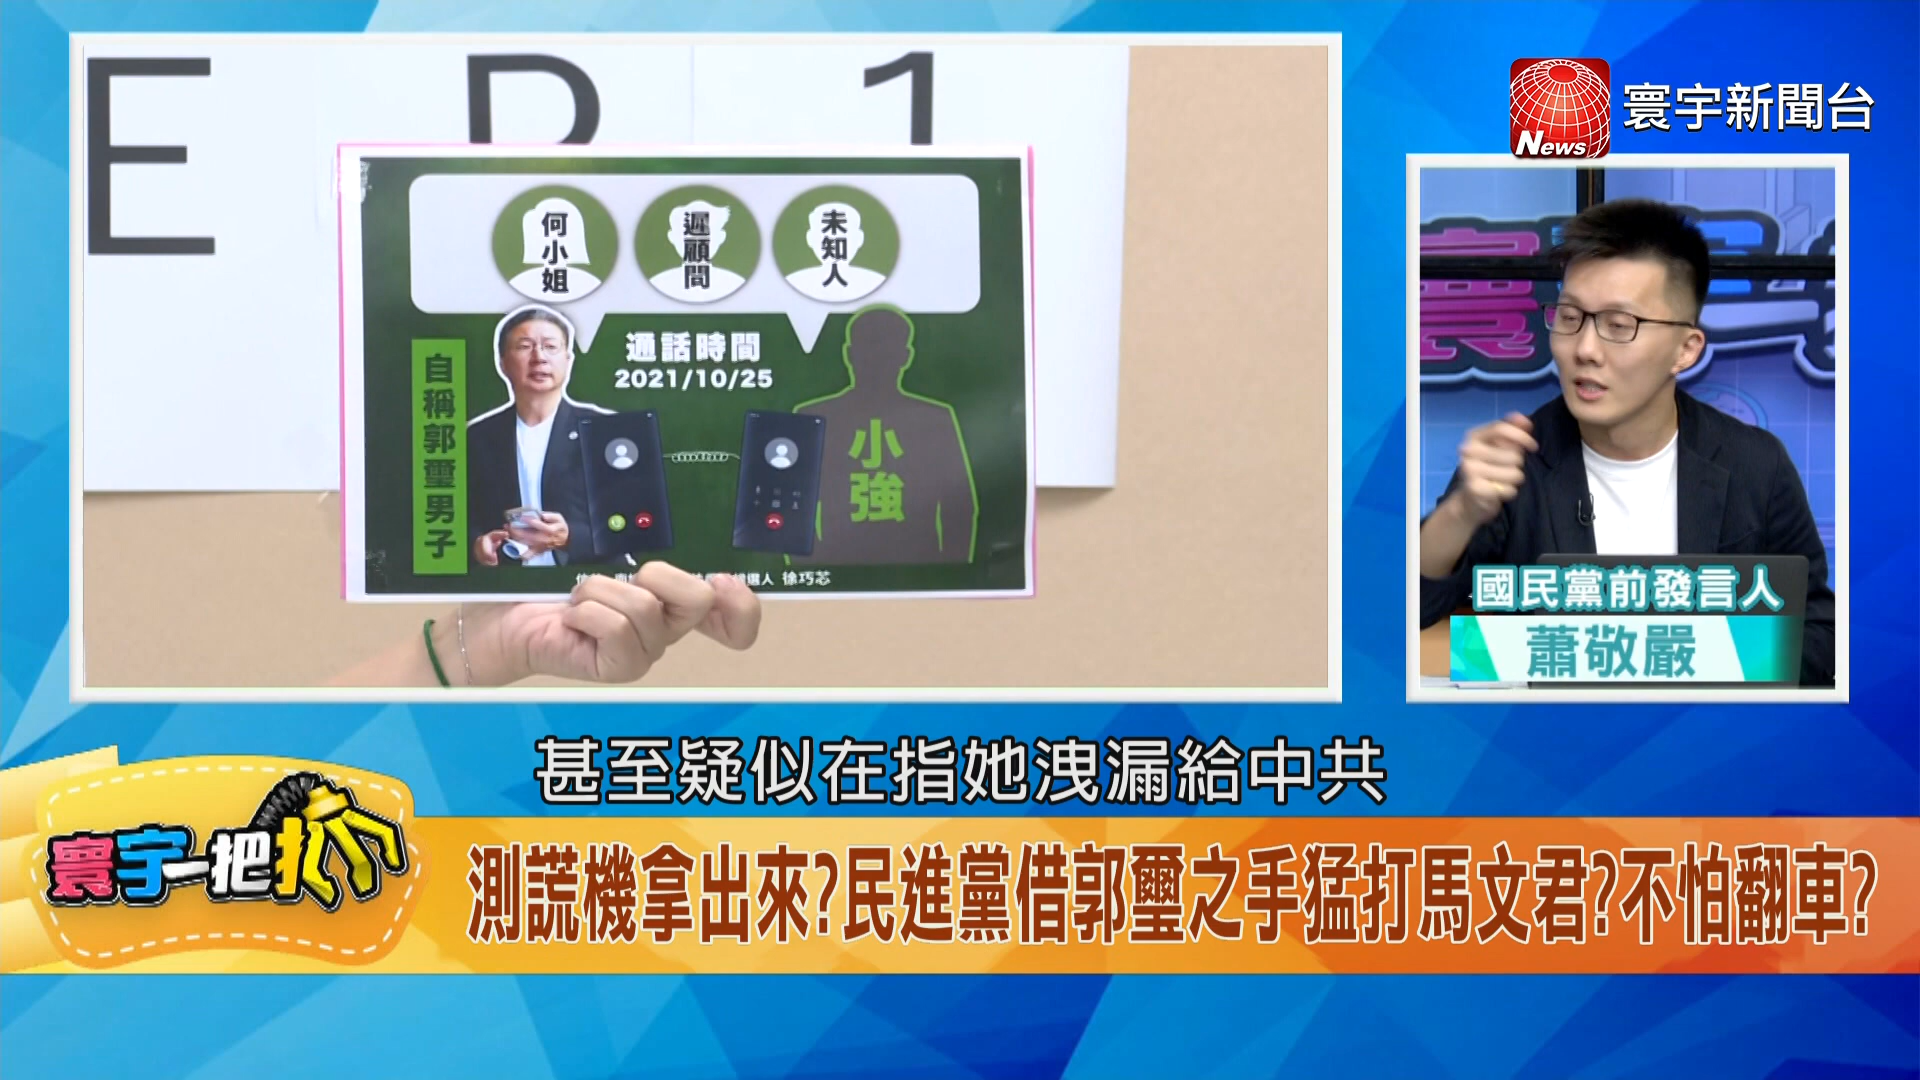 E R 1
News
寰宇新聞台
何小姐
遲顧問
未知人
通話時間
2021/10/25
自稱郭璽男子
小強
候選人 徐巧芯
國民黨前發言人
蕭敬嚴
甚至疑似在指她洩漏給中共
寰宇一把抓
測謊機拿出來?民進黨借郭璽之手猛打馬文君?不怕翻車?